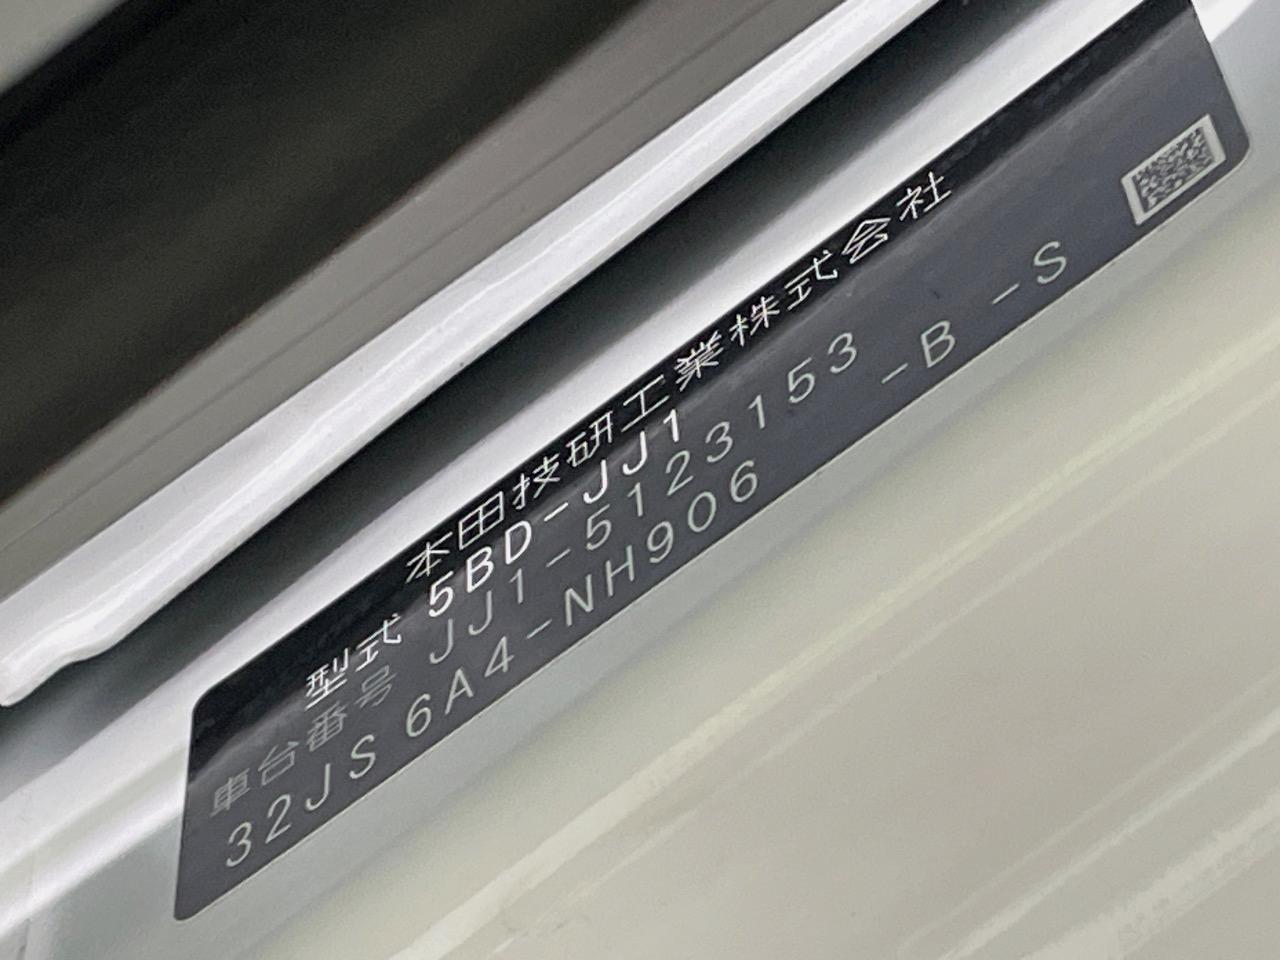 本田技研工業株式会社
型式 5BD-JJ1
車台番号 JJ1-5123153
32JS 6A4-NH906 -B -S